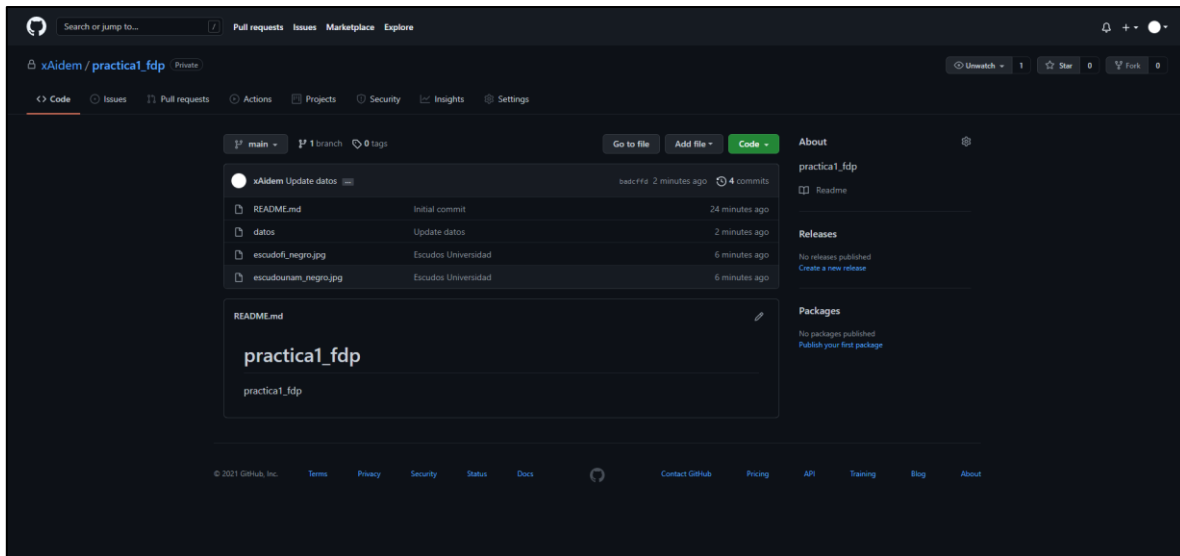 Search or jump to... / Pull requests Issues Marketplace Explore
xAidem / practica1_fdp Private
Unwatch 1 Star 0 Fork 0
<> Code Issues Pull requests Actions Projects Security Insights Settings
main 1 branch 0 tags Go to file Add file Code
xAidem Update datos ... badcffd 2 minutes ago 4 commits
README.md Initial commit 24 minutes ago
datos Update datos 2 minutes ago
escudofi_negro.jpg Escudos Universidad 6 minutes ago
escudounam_negro.jpg Escudos Universidad 6 minutes ago
README.md
practica1_fdp
practica1_fdp
About
practica1_fdp
Readme
Releases
No releases published
Create a new release
Packages
No packages published
Publish your first package
© 2021 GitHub, Inc. Terms Privacy Security Status Docs Contact GitHub Pricing API Training Blog About